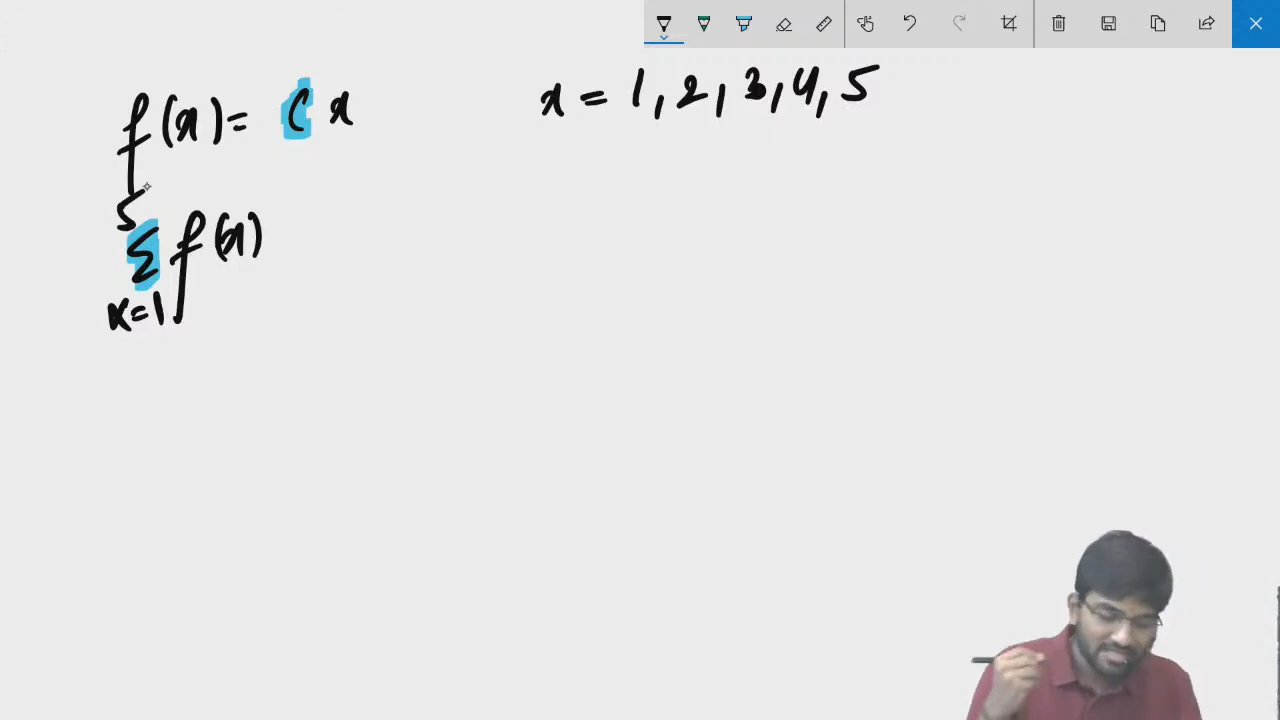 f(x) = c x
x = 1, 2, 3, 4, 5
5
Σ f(x)
x=1